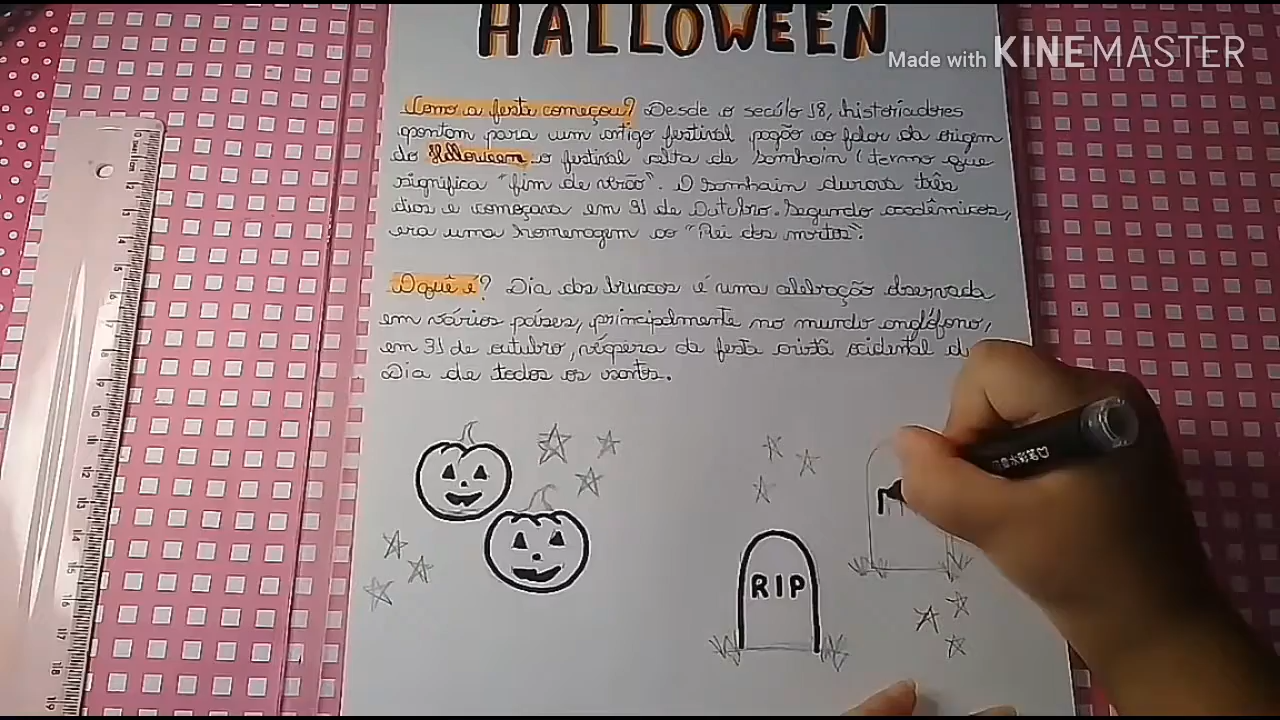 HALLOWEEN
Made with KINEMASTER
Como a festa começou? Desde o século 18, historiadores
apontam para um antigo festival pagão ao falar da origem
do Halloween o festival celta de Samhain (termo que
significa "fim de verão". O Samhain durava três
dias e começava em 31 de Outubro. Segundo acadêmicos,
era uma homenagem ao "Rei dos mortos".
O quê é? Dia das bruxas é uma celebração observada
em vários países, principalmente no mundo anglófono,
em 31 de outubro, véspera da festa cristã ocidental
Dia de todos os santos.
RIP